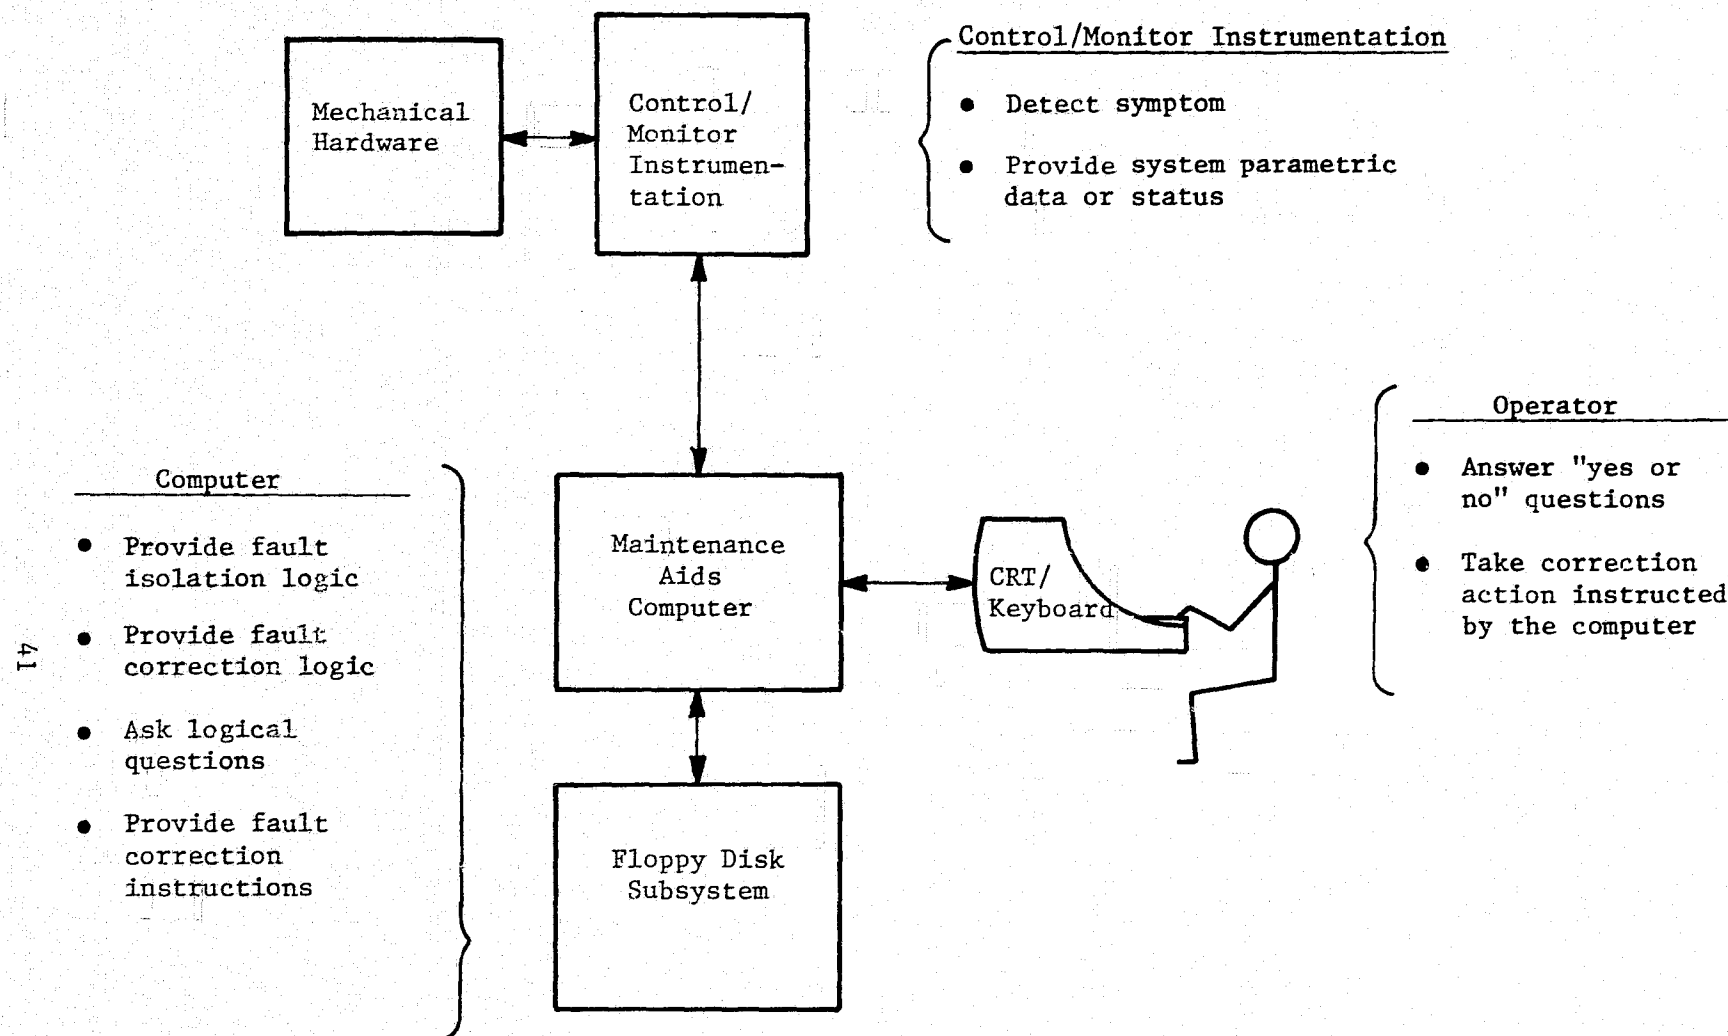 Mechanical
Hardware
Control/
Monitor
Instrumen-
tation
Control/Monitor Instrumentation
● Detect symptom
● Provide system parametric
data or status
Computer
● Provide fault
isolation logic
● Provide fault
correction logic
● Ask logical
questions
● Provide fault
correction
instructions
Maintenance
Aids
Computer
CRT/
Keyboard
Operator
● Answer "yes or
no" questions
● Take correction
action instructed
by the computer
Floppy Disk
Subsystem
41